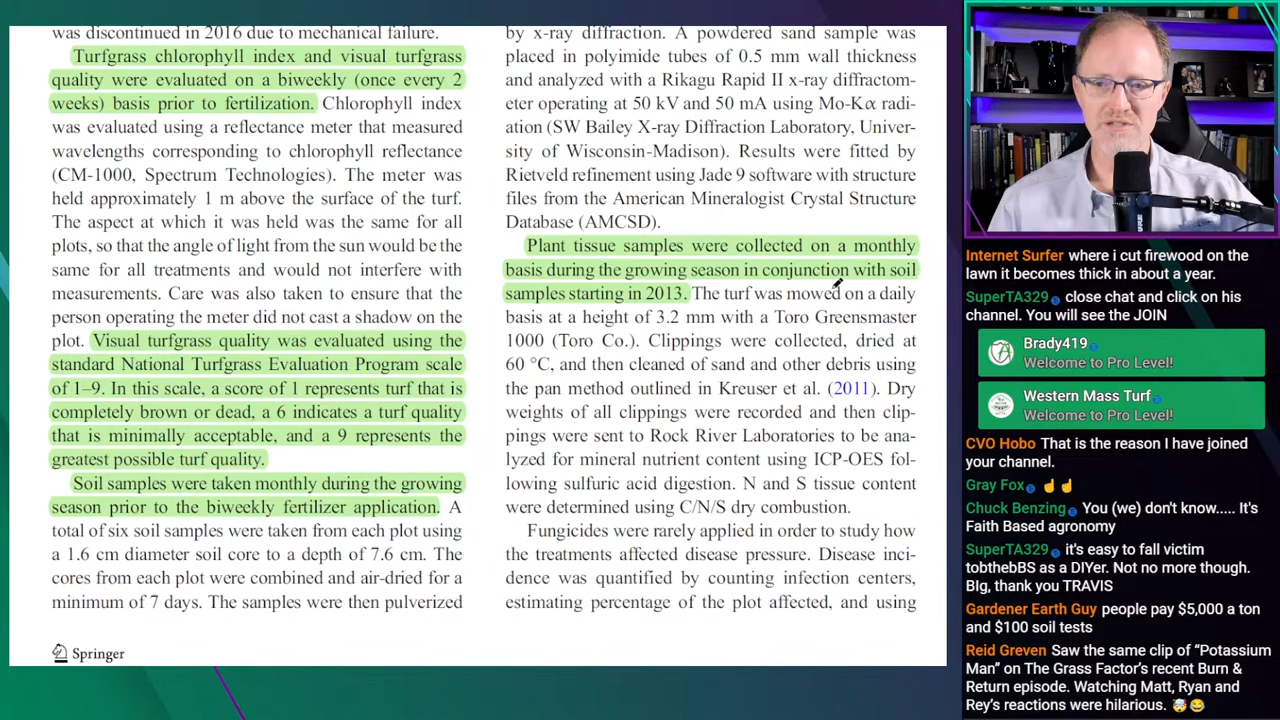 was discontinued in 2016 due to mechanical failure.
Turfgrass chlorophyll index and visual turfgrass
quality were evaluated on a biweekly (once every 2
weeks) basis prior to fertilization. Chlorophyll index
was evaluated using a reflectance meter that measured
wavelengths corresponding to chlorophyll reflectance
(CM-1000, Spectrum Technologies). The meter was
held approximately 1 m above the surface of the turf.
The aspect at which it was held was the same for all
plots, so that the angle of light from the sun would be the
same for all treatments and would not interfere with
measurements. Care was also taken to ensure that the
person operating the meter did not cast a shadow on the
plot. Visual turfgrass quality was evaluated using the
standard National Turfgrass Evaluation Program scale
of 1–9. In this scale, a score of 1 represents turf that is
completely brown or dead, a 6 indicates a turf quality
that is minimally acceptable, and a 9 represents the
greatest possible turf quality.
Soil samples were taken monthly during the growing
season prior to the biweekly fertilizer application. A
total of six soil samples were taken from each plot using
a 1.6 cm diameter soil core to a depth of 7.6 cm. The
cores from each plot were combined and air-dried for a
minimum of 7 days. The samples were then pulverized
Springer
by x-ray diffraction. A powdered sand sample was
placed in polyimide tubes of 0.5 mm wall thickness
and analyzed with a Rikagu Rapid II x-ray diffractom-
eter operating at 50 kV and 50 mA using Mo-Kα radi-
ation (SW Bailey X-ray Diffraction Laboratory, Univer-
sity of Wisconsin-Madison). Results were fitted by
Rietveld refinement using Jade 9 software with structure
files from the American Mineralogist Crystal Structure
Database (AMCSD).
Plant tissue samples were collected on a monthly
basis during the growing season in conjunction with soil
samples starting in 2013. The turf was mowed on a daily
basis at a height of 3.2 mm with a Toro Greensmaster
1000 (Toro Co.). Clippings were collected, dried at
60 °C, and then cleaned of sand and other debris using
the pan method outlined in Kreuser et al. (2011). Dry
weights of all clippings were recorded and then clip-
pings were sent to Rock River Laboratories to be ana-
lyzed for mineral nutrient content using ICP-OES fol-
lowing sulfuric acid digestion. N and S tissue content
were determined using C/N/S dry combustion.
Fungicides were rarely applied in order to study how
the treatments affected disease pressure. Disease inci-
dence was quantified by counting infection centers,
estimating percentage of the plot affected, and using
Internet Surfer where i cut firewood on the
lawn it becomes thick in about a year.
SuperTA329 close chat and click on his
channel. You will see the JOIN
Brady419
Welcome to Pro Level!
Western Mass Turf
Welcome to Pro Level!
CVO Hobo That is the reason I have joined
your channel.
Gray Fox ☝️☝️
Chuck Benzing You (we) don't know..... It's
Faith Based agronomy
SuperTA329 it's easy to fall victim
tobthebBS as a DIYer. Not no more though.
BIg, thank you TRAVIS
Gardener Earth Guy people pay $5,000 a ton
and $100 soil tests
Reid Greven Saw the same clip of “Potassium
Man” on The Grass Factor’s recent Burn &
Return episode. Watching Matt, Ryan and
Rey’s reactions were hilarious. 🤯😂